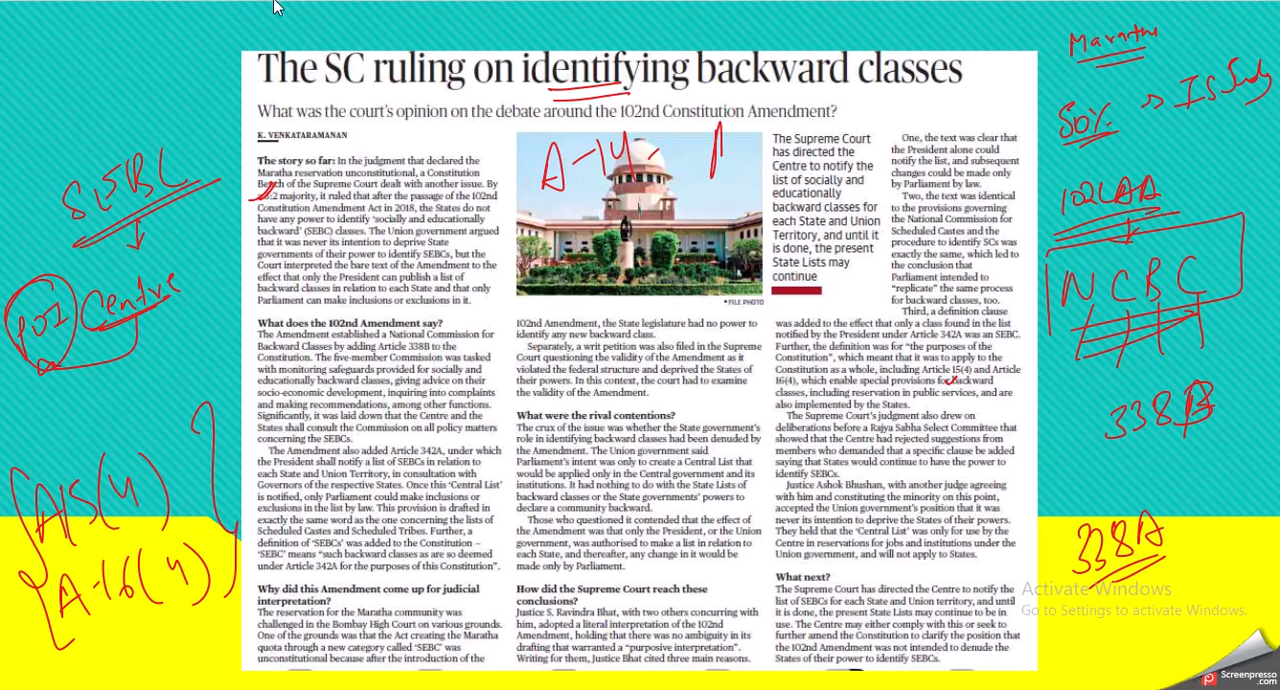 The SC ruling on identifying backward classes
What was the court's opinion on the debate around the 102nd Constitution Amendment?
K. VENKATARAMANAN
The story so far: In the judgment that declared the
Maratha reservation unconstitutional, a Constitution
Bench of the Supreme Court dealt with another issue. By
3:2 majority, it ruled that after the passage of the 102nd
Constitution Amendment Act in 2018, the States do not
have any power to identify 'socially and educationally
backward' (SEBC) classes. The Union government argued
that it was never its intention to deprive State
governments of their power to identify SEBCs, but the
Court interpreted the bare text of the Amendment to the
effect that only the President can publish a list of
backward classes in relation to each State and that only
Parliament can make inclusions or exclusions in it.
What does the 102nd Amendment say?
The Amendment established a National Commission for
Backward Classes by adding Article 338B to the
Constitution. The five-member Commission was tasked
with monitoring safeguards provided for socially and
educationally backward classes, giving advice on their
socio-economic development, inquiring into complaints
and making recommendations, among other functions.
Significantly, it was laid down that the Centre and the
States shall consult the Commission on all policy matters
concerning the SEBCs.
The Amendment also added Article 342A, under which
the President shall notify a list of SEBCs in relation to
each State and Union Territory, in consultation with
Governors of the respective States. Once this 'Central List'
is notified, only Parliament could make inclusions or
exclusions in the list by law. This provision is drafted in
exactly the same word as the one concerning the lists of
Scheduled Castes and Scheduled Tribes. Further, a
definition of 'SEBCs' was added to the Constitution –
'SEBC' means "such backward classes as are so deemed
under Article 342A for the purposes of this Constitution".
Why did this Amendment come up for judicial
interpretation?
The reservation for the Maratha community was
challenged in the Bombay High Court on various grounds.
One of the grounds was that the Act creating the Maratha
quota through a new category called 'SEBC' was
unconstitutional because after the introduction of the
• FILE PHOTO
102nd Amendment, the State legislature had no power to
identify any new backward class.
Separately, a writ petition was also filed in the Supreme
Court questioning the validity of the Amendment as it
violated the federal structure and deprived the States of
their powers. In this context, the court had to examine
the validity of the Amendment.
What were the rival contentions?
The crux of the issue was whether the State government's
role in identifying backward classes had been denuded by
the Amendment. The Union government said
Parliament's intent was only to create a Central List that
would be applied only in the Central government and its
institutions. It had nothing to do with the State Lists of
backward classes or the State governments' powers to
declare a community backward.
Those who questioned it contended that the effect of
the Amendment was that only the President, or the Union
government, was authorised to make a list in relation to
each State, and thereafter, any change in it would be
made only by Parliament.
How did the Supreme Court reach these
conclusions?
Justice S. Ravindra Bhat, with two others concurring with
him, adopted a literal interpretation of the 102nd
Amendment, holding that there was no ambiguity in its
drafting that warranted a "purposive interpretation".
Writing for them, Justice Bhat cited three main reasons.
The Supreme Court
has directed the
Centre to notify the
list of socially and
educationally
backward classes for
each State and Union
Territory, and until it
is done, the present
State Lists may
continue
One, the text was clear that
the President alone could
notify the list, and subsequent
changes could be made only
by Parliament by law.
Two, the text was identical
to the provisions governing
the National Commission for
Scheduled Castes and the
procedure to identify SCs was
exactly the same, which led to
the conclusion that
Parliament intended to
"replicate" the same process
for backward classes, too.
Third, a definition clause
was added to the effect that only a class found in the list
notified by the President under Article 342A was an SEBC.
Further, the definition was for "the purposes of the
Constitution", which meant that it was to apply to the
Constitution as a whole, including Article 15(4) and Article
16(4), which enable special provisions for backward
classes, including reservation in public services, and are
also implemented by the States.
The Supreme Court's judgment also drew on
deliberations before a Rajya Sabha Select Committee that
showed that the Centre had rejected suggestions from
members who demanded that a specific clause be added
saying that States would continue to have the power to
identify SEBCs.
Justice Ashok Bhushan, with another judge agreeing
with him and constituting the minority on this point,
accepted the Union government's position that it was
never its intention to deprive the States of their powers.
They held that the 'Central List' was only for use by the
Centre in reservations for jobs and institutions under the
Union government, and will not apply to States.
What next?
The Supreme Court has directed the Centre to notify the
list of SEBCs for each State and Union territory, and until
it is done, the present State Lists may continue to be in
use. The Centre may either comply with this or seek to
further amend the Constitution to clarify the position that
the 102nd Amendment was not intended to denude the
States of their power to identify SEBCs.
SEBC
102
Centre
A15(4)
A-16(4)
A-14.
50%
102CAA
NCBC
338B
338A
Activate Windows
Go to Settings to activate Windows.
Screenpresso
.com